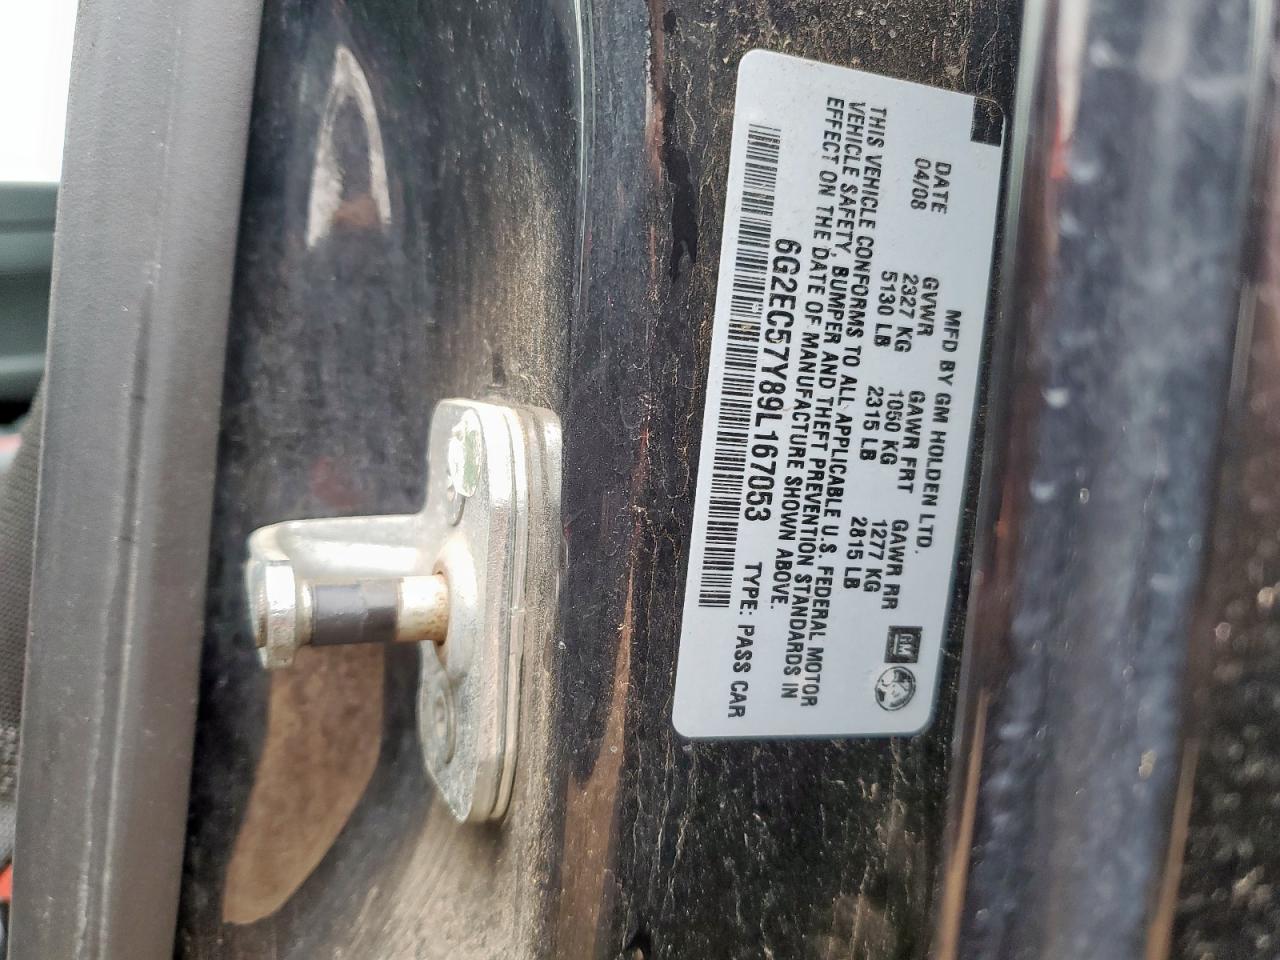 MFD BY GM HOLDEN LTD.
DATE GVWR GAWR FRT GAWR RR
04/08 2327 KG 1050 KG 1277 KG
5130 LB 2315 LB 2815 LB
THIS VEHICLE CONFORMS TO ALL APPLICABLE U.S. FEDERAL MOTOR
VEHICLE SAFETY, BUMPER AND THEFT PREVENTION STANDARDS IN
EFFECT ON THE DATE OF MANUFACTURE SHOWN ABOVE.
6G2EC57Y89L167053 TYPE: PASS CAR
GM